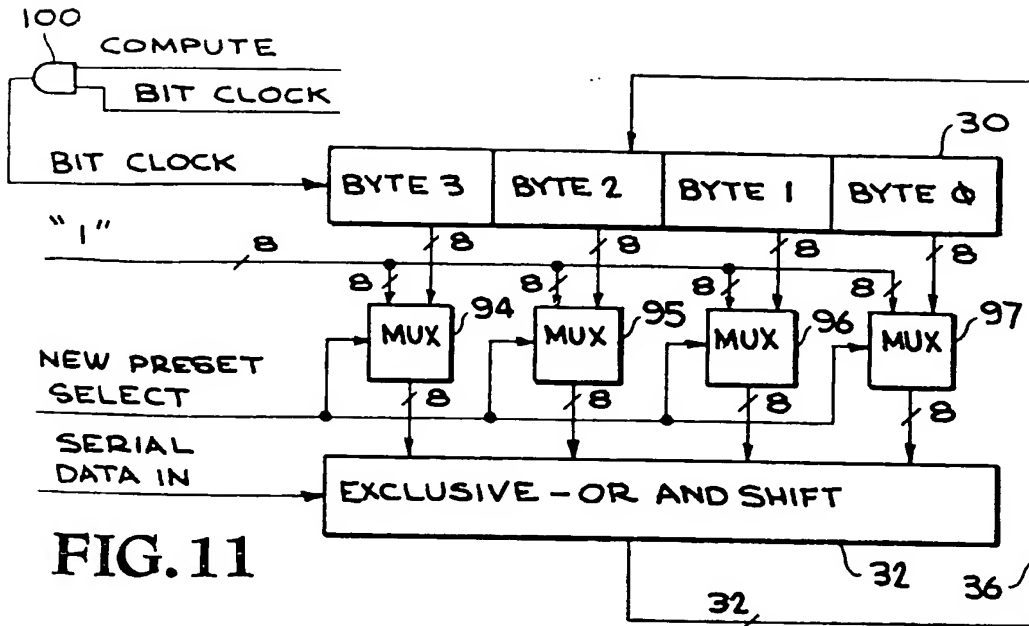 100
COMPUTE
BIT CLOCK
30
BIT CLOCK
BYTE 3 BYTE 2 BYTE 1 BYTE ϕ
"1"
8 8 8 8 8
8 8 8 8
MUX 94 MUX 95 MUX 96 MUX 97
NEW PRESET
SELECT
8 8 8 8
SERIAL
DATA IN
EXCLUSIVE-OR AND SHIFT
FIG. 11
32 36
32